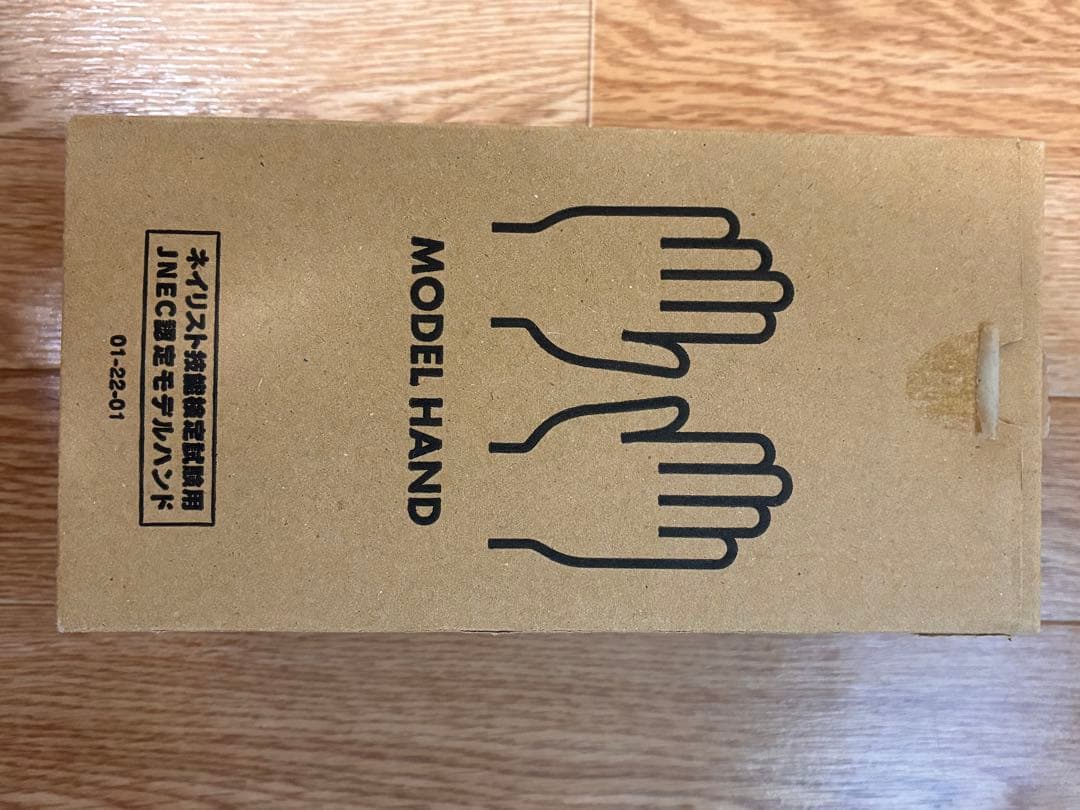 MODEL HAND
ネイリスト技能検定試験用
JNEC認定モデルハンド
01-22-01